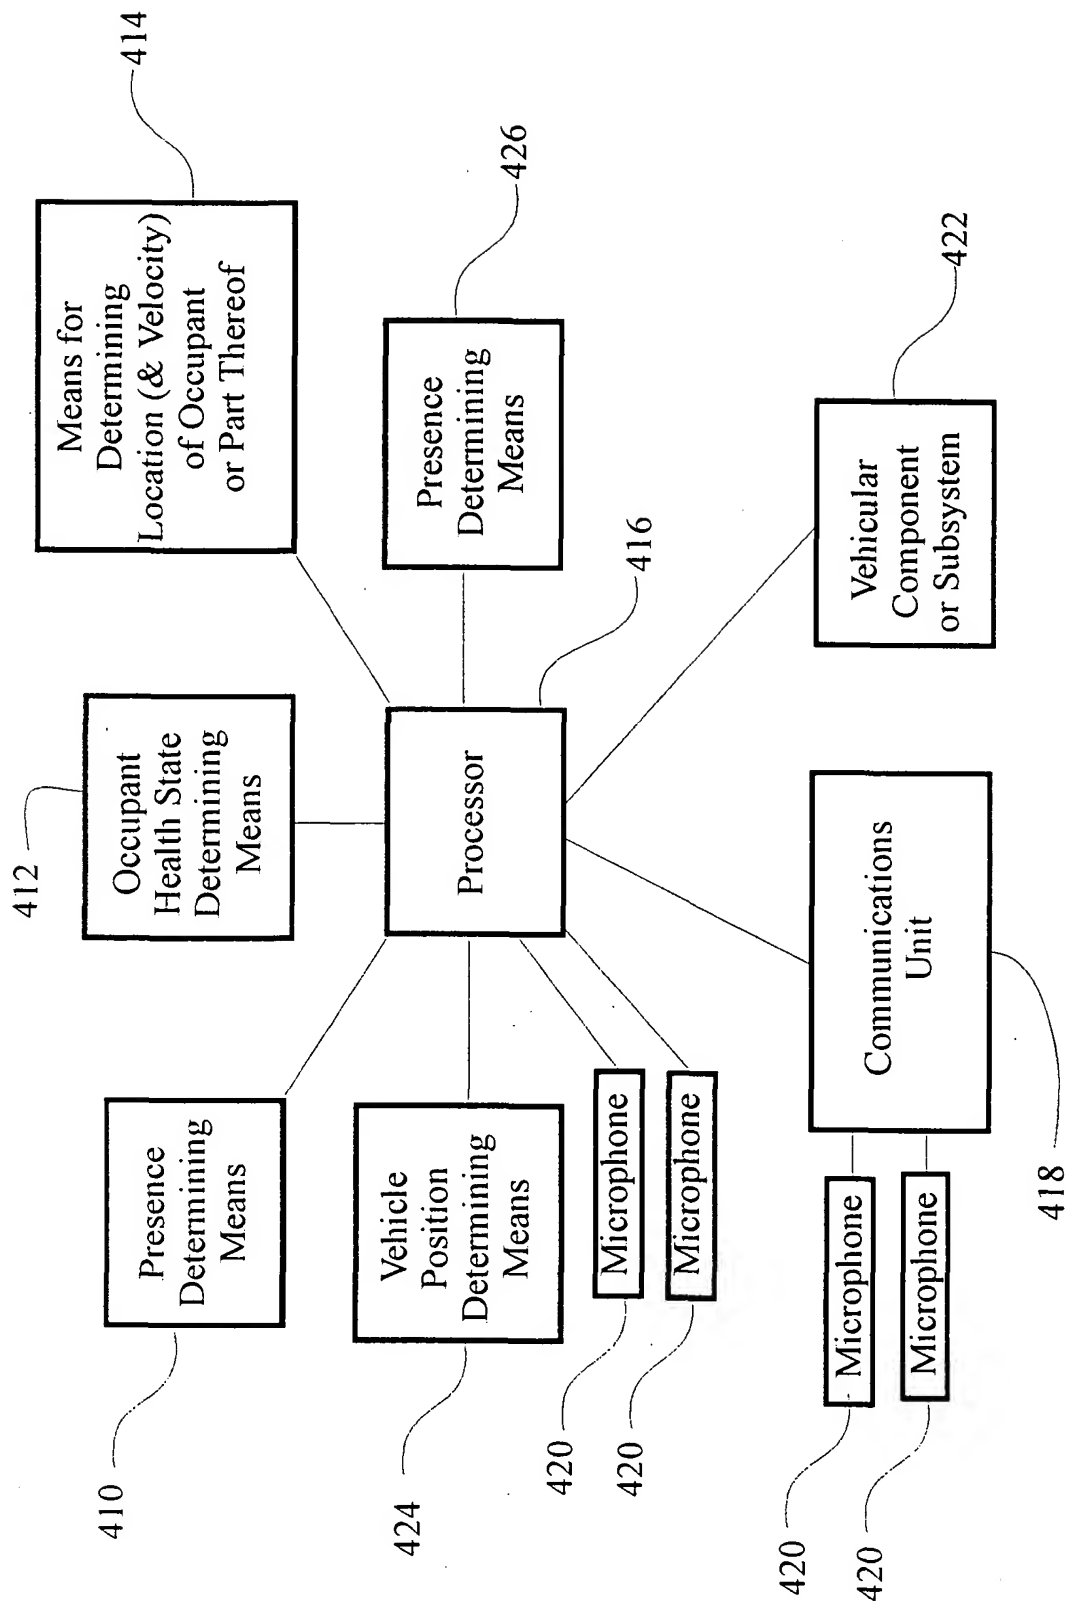 410
Presence
Determining
Means
412
Occupant
Health State
Determining
Means
414
Means for
Determining
Location (& Velocity)
of Occupant
or Part Thereof
424
Vehicle
Position
Determining
Means
Processor
416
Presence
Determining
Means
426
420
Microphone
420
Microphone
420
Microphone
420
Microphone
Communications
Unit
418
Vehicular
Component
or Subsystem
422